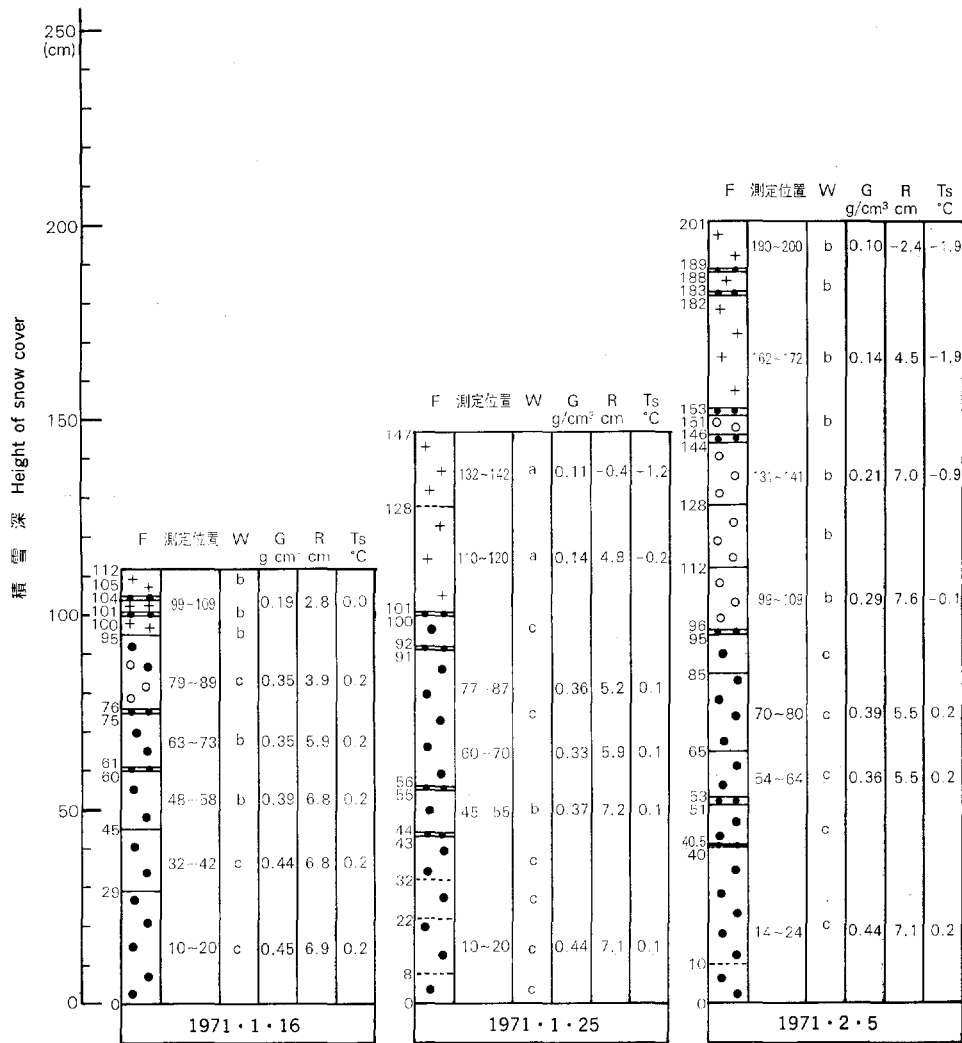 250
(cm)
200
150
100
50
0
積雪深 Height of snow cover
F 測定位置 W G R Ts
g cm³ cm °C
112
105
104
101
100
95
76
75
61
60
45
29
0
b
99~109 0.19 2.8 0.0
b
b
79~89 c 0.35 3.9 0.2
63~73 b 0.35 5.9 0.2
48~58 b 0.39 6.8 0.2
32~42 c 0.44 6.8 0.2
10~20 c 0.45 6.9 0.2
1971・1・16
F 測定位置 W G R Ts
g/cm³ cm °C
147
128
101
100
92
91
56
55
44
43
32
22
8
0
132~142 a 0.11 -0.4 -1.2
110~120 a 0.14 4.8 -0.2
c
77~87 0.36 5.2 0.1
c
60~70 0.33 5.9 0.1
45~55 b 0.37 7.2 0.1
c
c
10~20 c 0.44 7.1 0.1
c
1971・1・25
F 測定位置 W G R Ts
g/cm³ cm °C
201
189
188
183
182
153
151
146
144
128
112
96
95
85
65
53
51
40.5
40
10
0
190~200 b 0.10 -2.4 -1.9
b
162~172 b 0.14 4.5 -1.9
b
131~141 b 0.21 7.0 -0.9
b
99~109 b 0.29 7.6 -0.1
c
70~80 c 0.39 5.5 0.2
54~64 c 0.36 5.5 0.2
c
14~24 c 0.44 7.1 0.2
1971・2・5